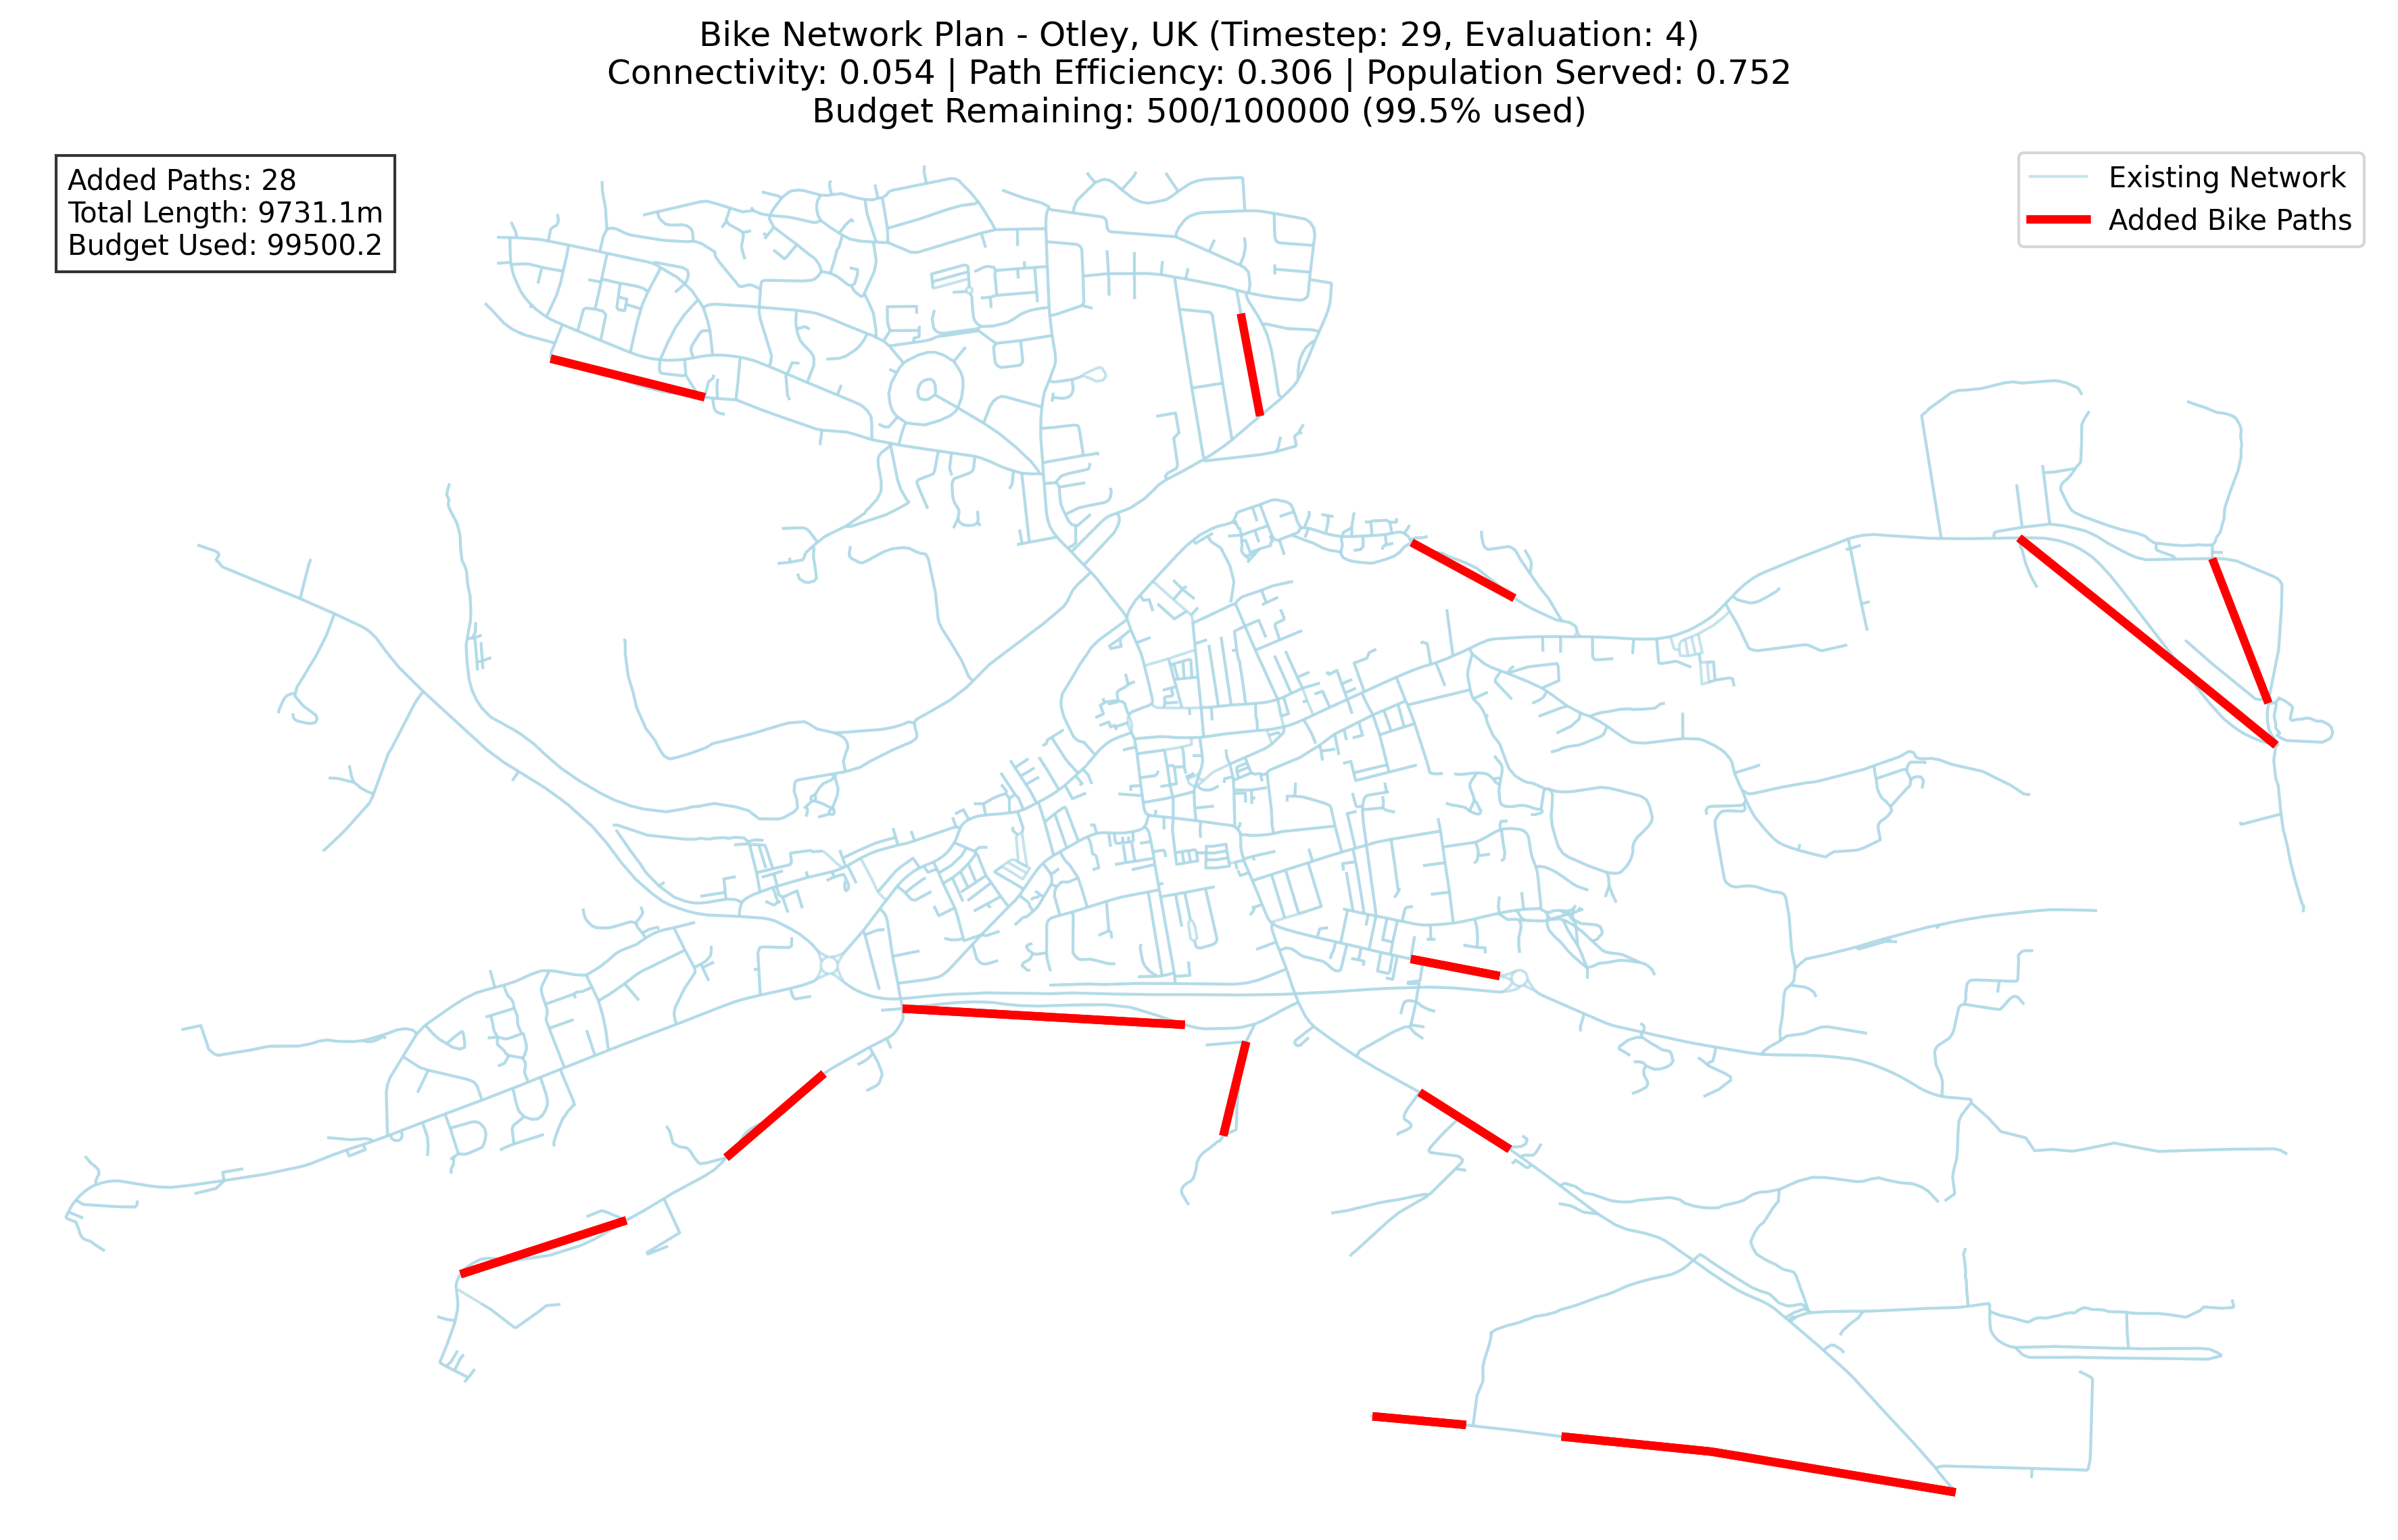 Bike Network Plan - Otley, UK (Timestep: 29, Evaluation: 4)
Connectivity: 0.054 | Path Efficiency: 0.306 | Population Served: 0.752
Budget Remaining: 500/100000 (99.5% used)
Added Paths: 28
Total Length: 9731.1m
Budget Used: 99500.2
Existing Network
Added Bike Paths